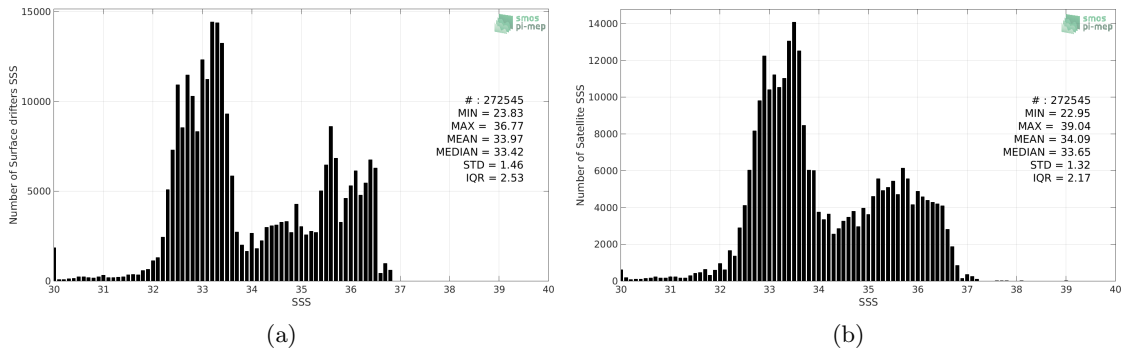 15000
10000
5000
0
30 31 32 33 34 35 36 37 38 39 40
SSS
Number of Surface drifters SSS
smos
pi-mep
# : 272545
MIN = 23.83
MAX = 36.77
MEAN = 33.97
MEDIAN = 33.42
STD = 1.46
IQR = 2.53
(a)
14000
12000
10000
8000
6000
4000
2000
0
30 31 32 33 34 35 36 37 38 39 40
SSS
Number of Satellite SSS
smos
pi-mep
# : 272545
MIN = 22.95
MAX = 39.04
MEAN = 34.09
MEDIAN = 33.65
STD = 1.32
IQR = 2.17
(b)